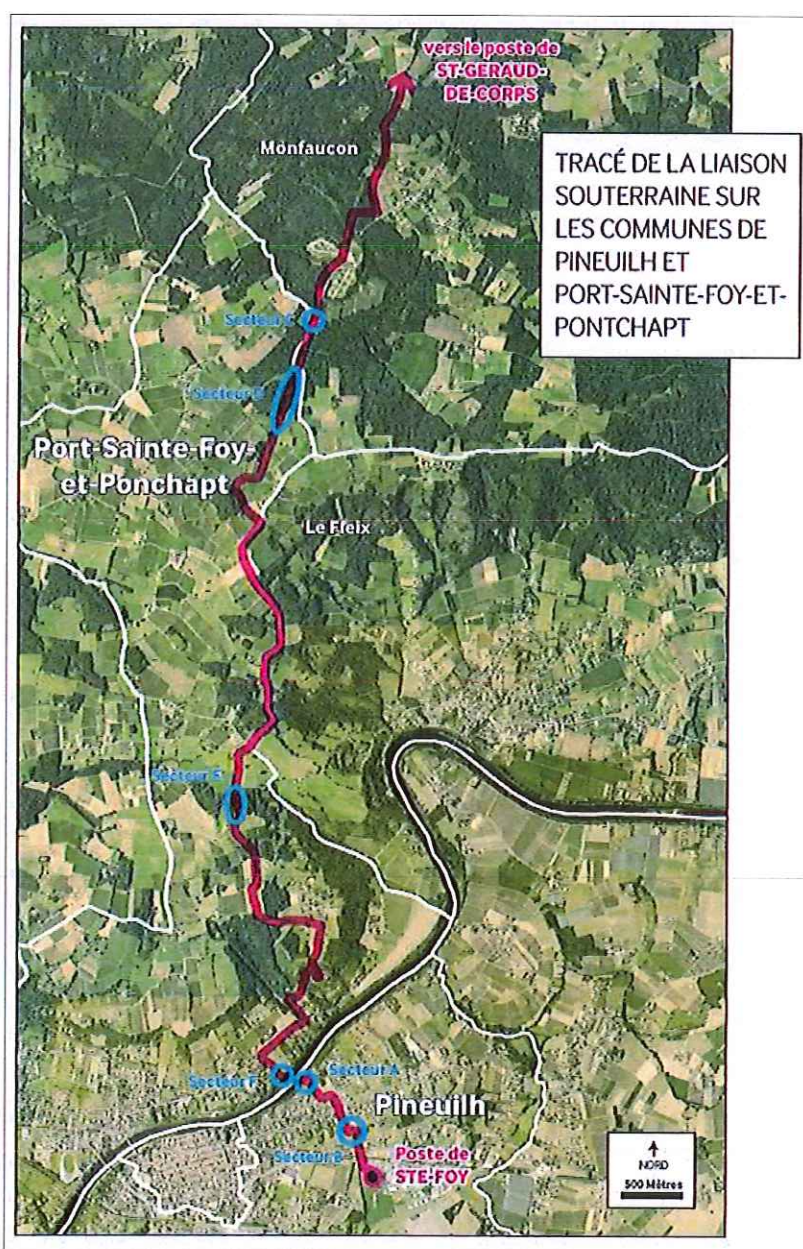 vers le poste de
ST-GERAUD-
DE-CORPS
Monfaucon
TRACÉ DE LA LIAISON
SOUTERRAINE SUR
LES COMMUNES DE
PINEUILH ET
PORT-SAINTE-FOY-ET-
PONTCHAPT
Secteur
Secteur
Port-Sainte-Foy-
et-Ponchapt
Le Fleix
Secteur E
Secteur F
Secteur A
Pineuilh
Secteur B
Poste de
STE-FOY
NORD
500 Mètres